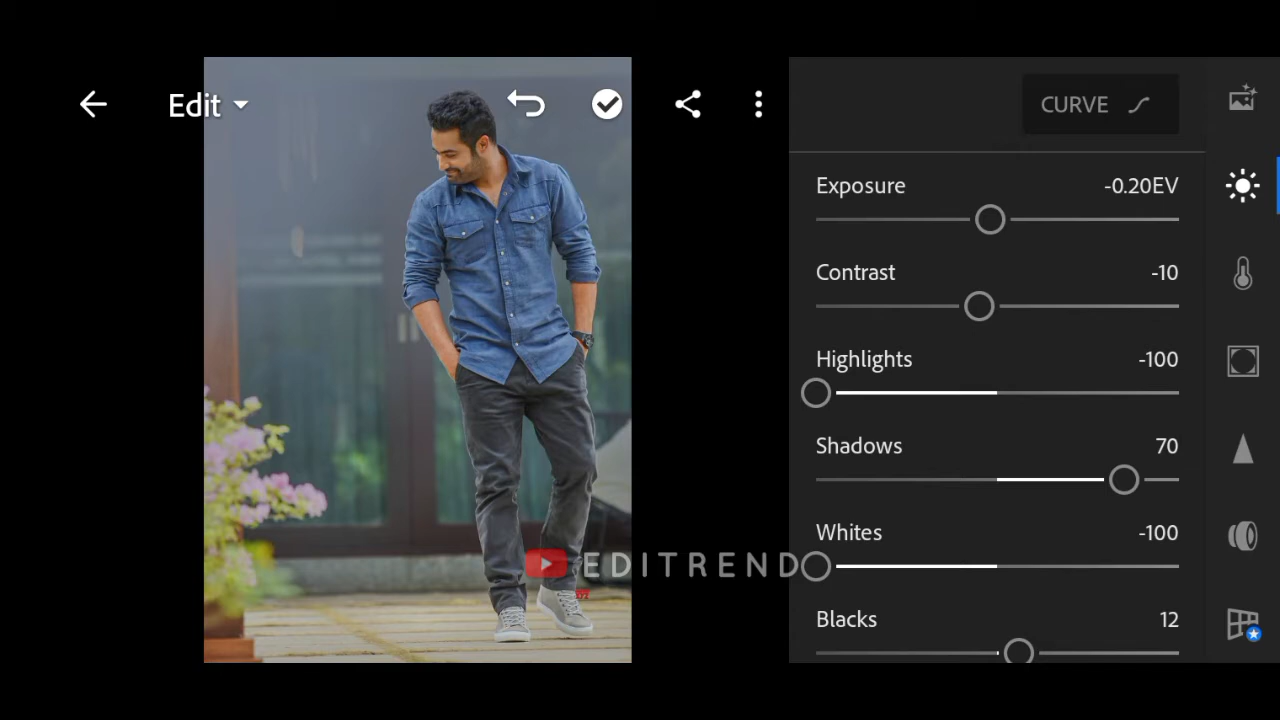 Edit
CURVE
Exposure -0.20EV
Contrast -10
Highlights -100
Shadows 70
Whites -100
EDITREND
Blacks 12